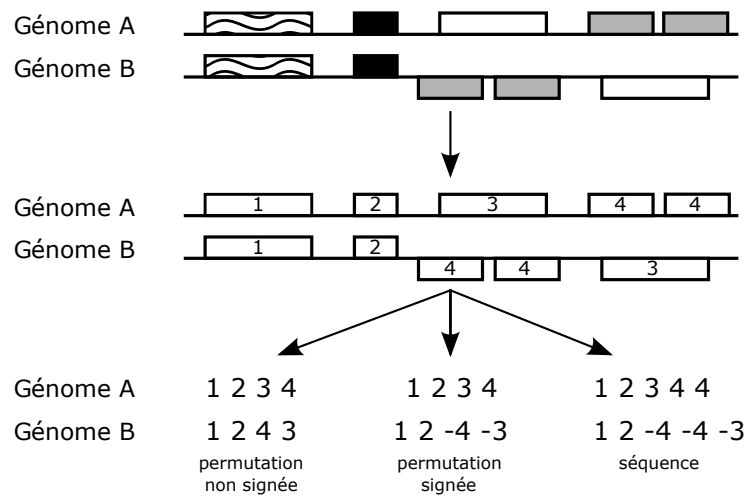 Génome A
Génome B
Génome A 1 2 3 4 4
Génome B 1 2
4 4 3
Génome A 1 2 3 4 1 2 3 4 1 2 3 4 4
Génome B 1 2 4 3 1 2 -4 -3 1 2 -4 -4 -3
permutation permutation séquence
non signée signée